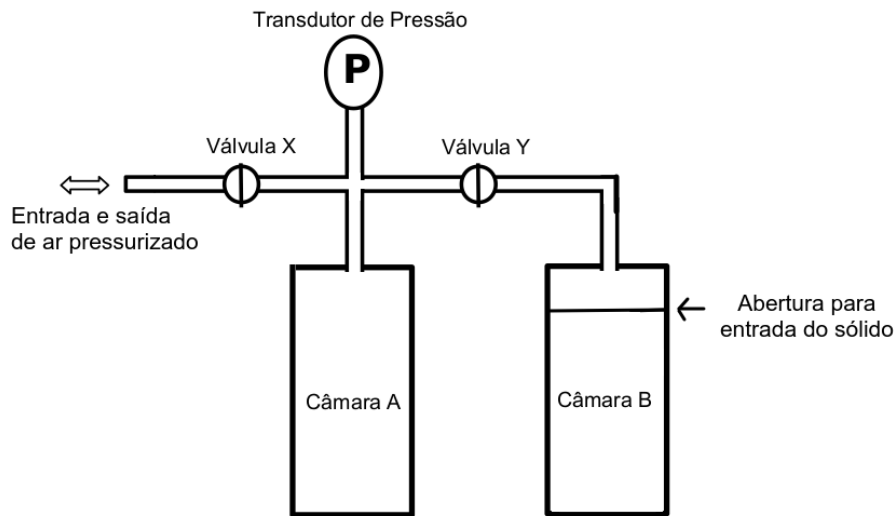 Transdutor de Pressão
P
Válvula X
Válvula Y
Entrada e saída
de ar pressurizado
Abertura para
entrada do sólido
Câmara A
Câmara B